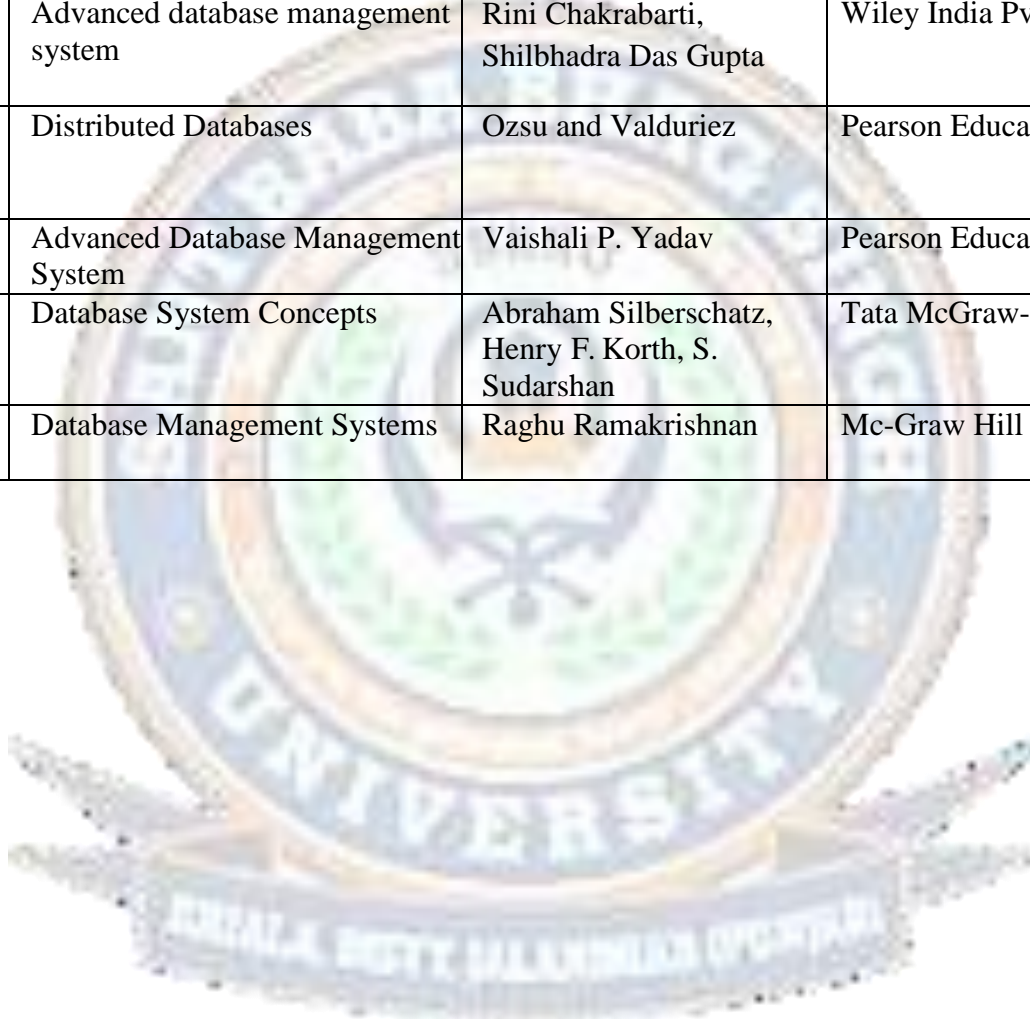 Advanced database management
system
Rini Chakrabarti,
Shilbhadra Das Gupta
Wiley India Pv
Distributed Databases
Ozsu and Valduriez
Pearson Educa
Advanced Database Management
System
Vaishali P. Yadav
Pearson Educa
Database System Concepts
Abraham Silberschatz,
Henry F. Korth, S.
Sudarshan
Tata McGraw-
Database Management Systems
Raghu Ramakrishnan
Mc-Graw Hill
UNIVERSITY